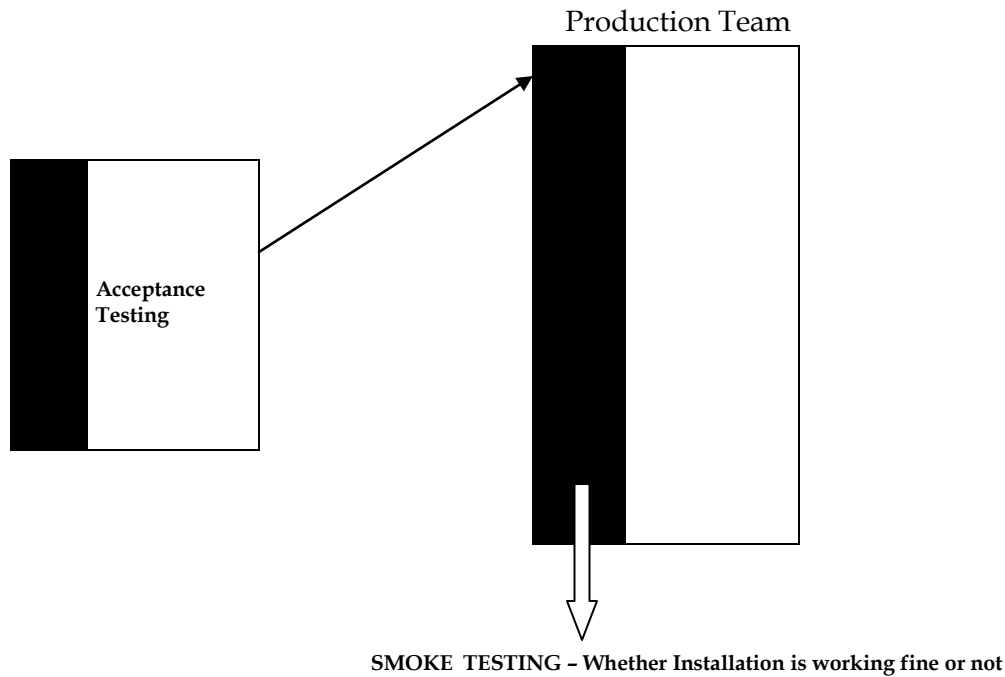 Production Team
Acceptance
Testing
SMOKE TESTING – Whether Installation is working fine or not